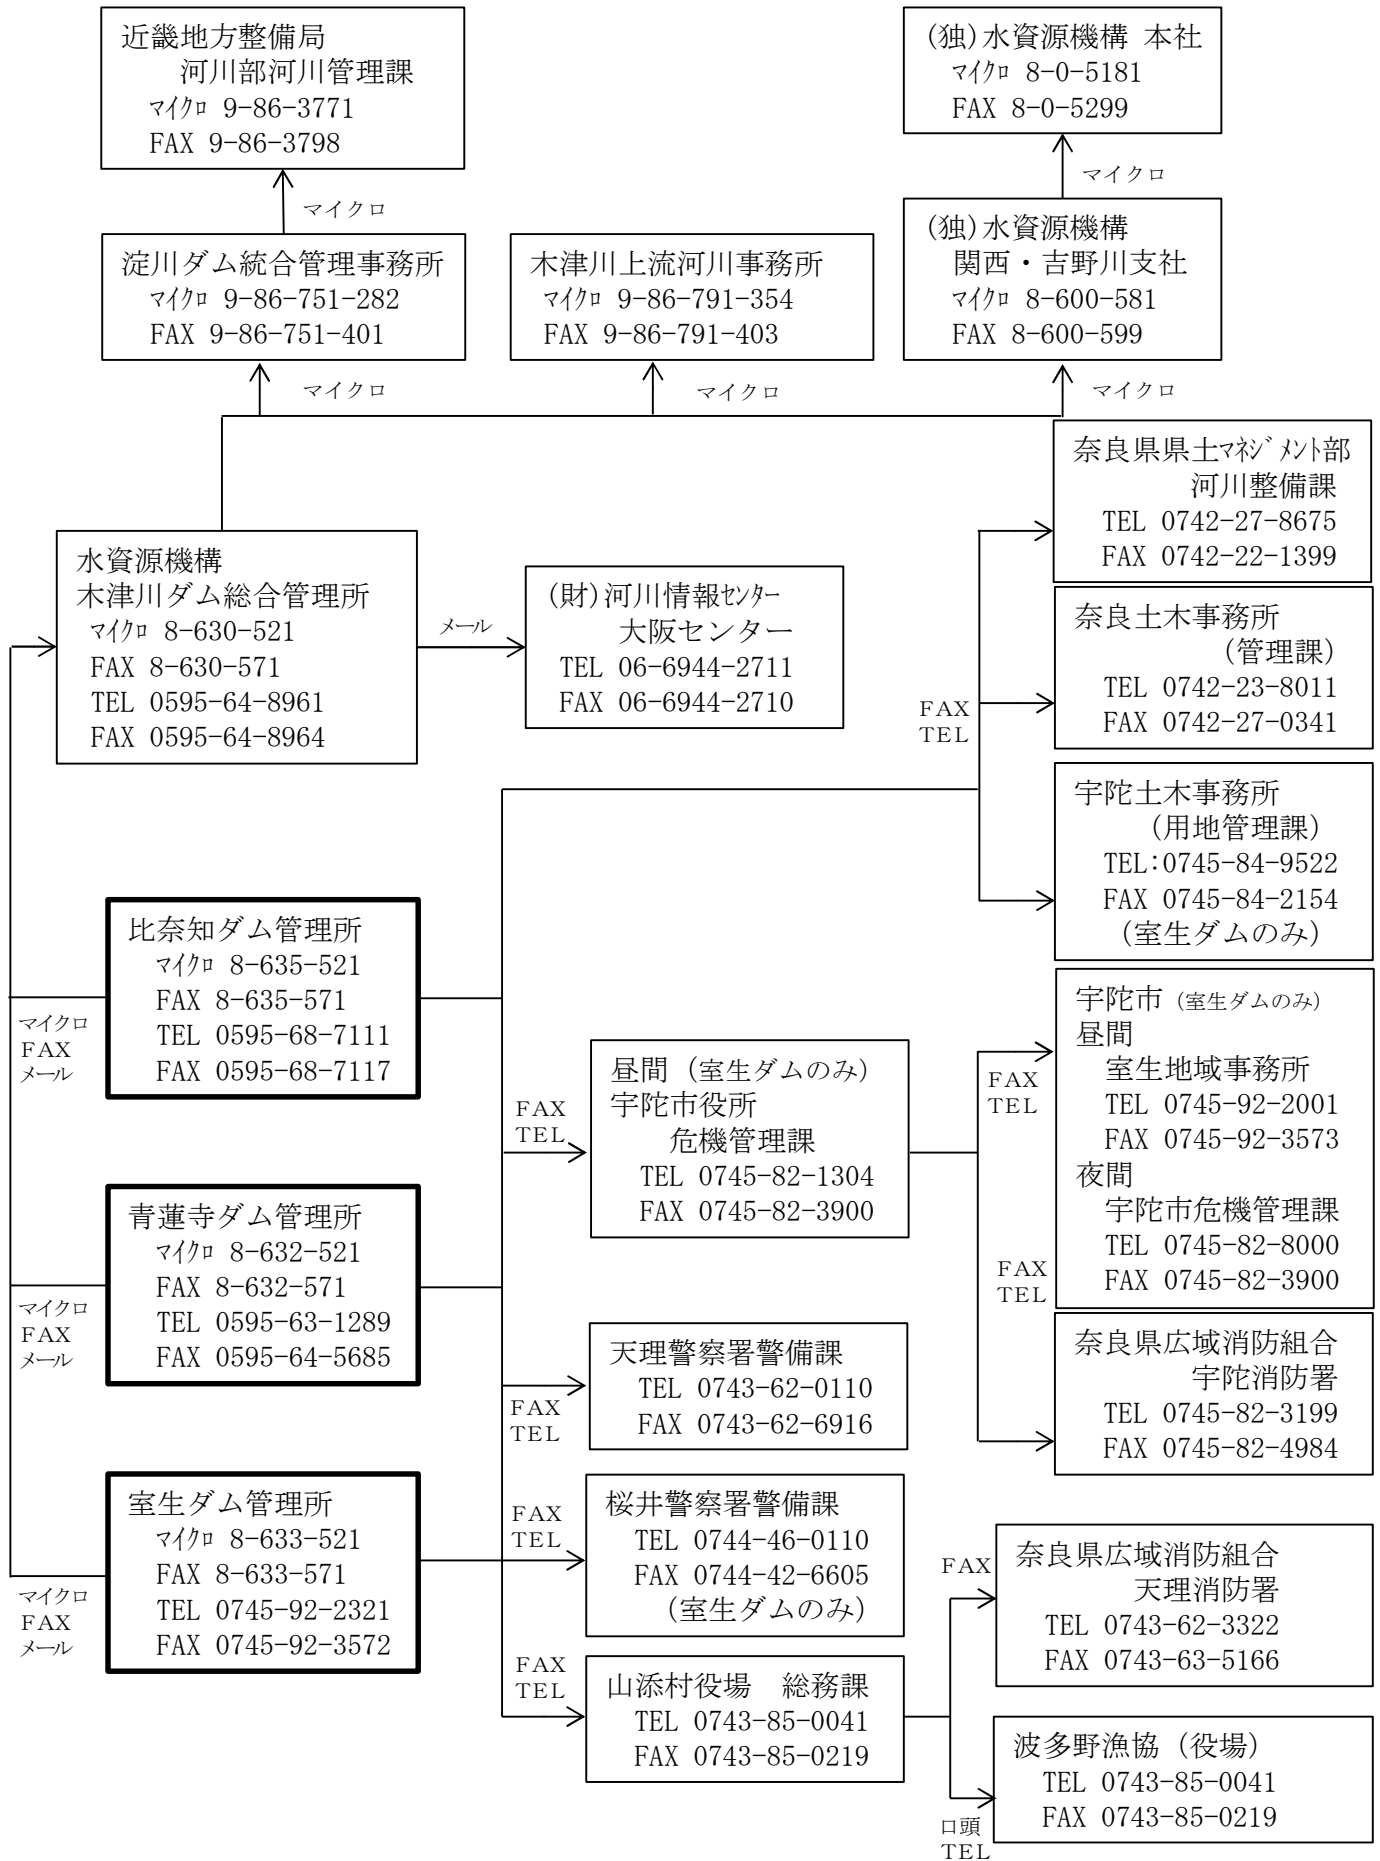 近畿地方整備局
河川部河川管理課
ﾏｲｸﾛ 9-86-3771
FAX 9-86-3798
(独)水資源機構 本社
ﾏｲｸﾛ 8-0-5181
FAX 8-0-5299
マイクロ
マイクロ
淀川ダム統合管理事務所
ﾏｲｸﾛ 9-86-751-282
FAX 9-86-751-401
木津川上流河川事務所
ﾏｲｸﾛ 9-86-791-354
FAX 9-86-791-403
(独)水資源機構
関西・吉野川支社
ﾏｲｸﾛ 8-600-581
FAX 8-600-599
マイクロ
マイクロ
マイクロ
奈良県県土ﾏﾈｼﾞﾒﾝﾄ部
河川整備課
TEL 0742-27-8675
FAX 0742-22-1399
水資源機構
木津川ダム総合管理所
ﾏｲｸﾛ 8-630-521
FAX 8-630-571
TEL 0595-64-8961
FAX 0595-64-8964
メール
(財)河川情報ｾﾝﾀｰ
大阪センター
TEL 06-6944-2711
FAX 06-6944-2710
奈良土木事務所
(管理課)
TEL 0742-23-8011
FAX 0742-27-0341
FAX
TEL
宇陀土木事務所
(用地管理課)
TEL:0745-84-9522
FAX 0745-84-2154
(室生ダムのみ)
比奈知ダム管理所
ﾏｲｸﾛ 8-635-521
FAX 8-635-571
TEL 0595-68-7111
FAX 0595-68-7117
マイクロ
FAX
メール
FAX
TEL
昼間 (室生ダムのみ)
宇陀市役所
危機管理課
TEL 0745-82-1304
FAX 0745-82-3900
FAX
TEL
宇陀市 (室生ダムのみ)
昼間
室生地域事務所
TEL 0745-92-2001
FAX 0745-92-3573
夜間
宇陀市危機管理課
TEL 0745-82-8000
FAX 0745-82-3900
FAX
TEL
青蓮寺ダム管理所
ﾏｲｸﾛ 8-632-521
FAX 8-632-571
TEL 0595-63-1289
FAX 0595-64-5685
マイクロ
FAX
メール
天理警察署警備課
TEL 0743-62-0110
FAX 0743-62-6916
FAX
TEL
奈良県広域消防組合
宇陀消防署
TEL 0745-82-3199
FAX 0745-82-4984
室生ダム管理所
ﾏｲｸﾛ 8-633-521
FAX 8-633-571
TEL 0745-92-2321
FAX 0745-92-3572
マイクロ
FAX
メール
FAX
TEL
桜井警察署警備課
TEL 0744-46-0110
FAX 0744-42-6605
(室生ダムのみ)
FAX
奈良県広域消防組合
天理消防署
TEL 0743-62-3322
FAX 0743-63-5166
FAX
TEL
山添村役場 総務課
TEL 0743-85-0041
FAX 0743-85-0219
波多野漁協 (役場)
TEL 0743-85-0041
FAX 0743-85-0219
口頭
TEL